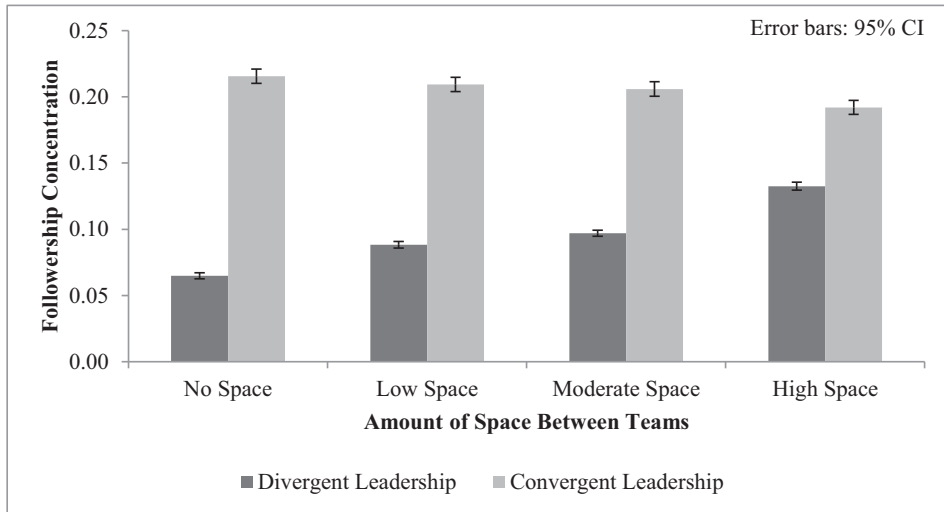 Error bars: 95% CI
0.25
0.20
0.15
0.10
0.05
0.00
Followership Concentration
No Space Low Space Moderate Space High Space
Amount of Space Between Teams
Divergent Leadership Convergent Leadership